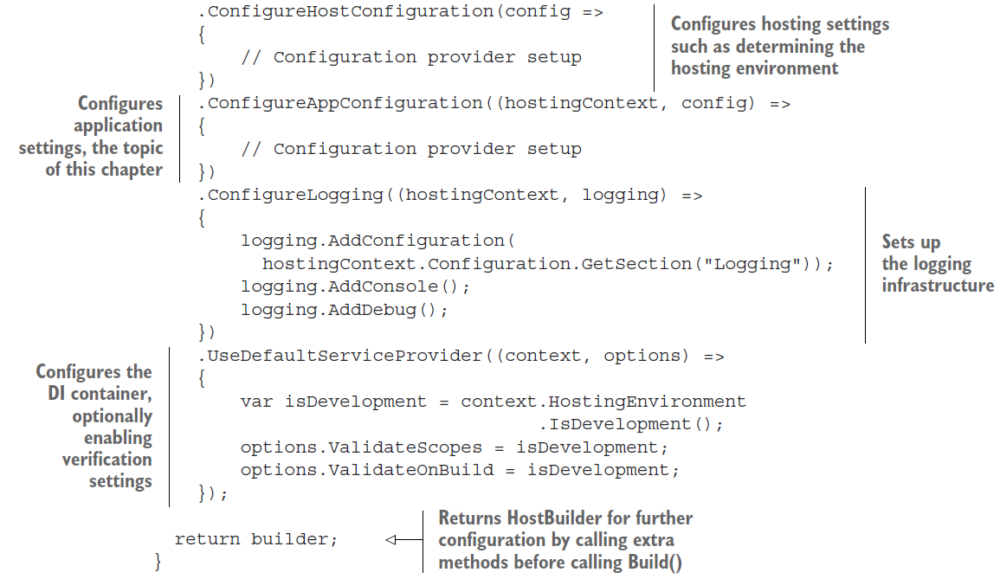 .ConfigureHostConfiguration(config =>
{
// Configuration provider setup
})
Configures hosting settings
such as determining the
hosting environment
.ConfigureAppConfiguration((hostingContext, config) =>
{
// Configuration provider setup
})
Configures
application
settings, the topic
of this chapter
.ConfigureLogging((hostingContext, logging) =>
{
logging.AddConfiguration(
hostingContext.Configuration.GetSection("Logging"));
logging.AddConsole();
logging.AddDebug();
})
Sets up
the logging
infrastructure
.UseDefaultServiceProvider((context, options) =>
{
var isDevelopment = context.HostingEnvironment
.IsDevelopment();
options.ValidateScopes = isDevelopment;
options.ValidateOnBuild = isDevelopment;
});
Configures the
DI container,
optionally
enabling
verification
settings
return builder;
}
Returns HostBuilder for further
configuration by calling extra
methods before calling Build()